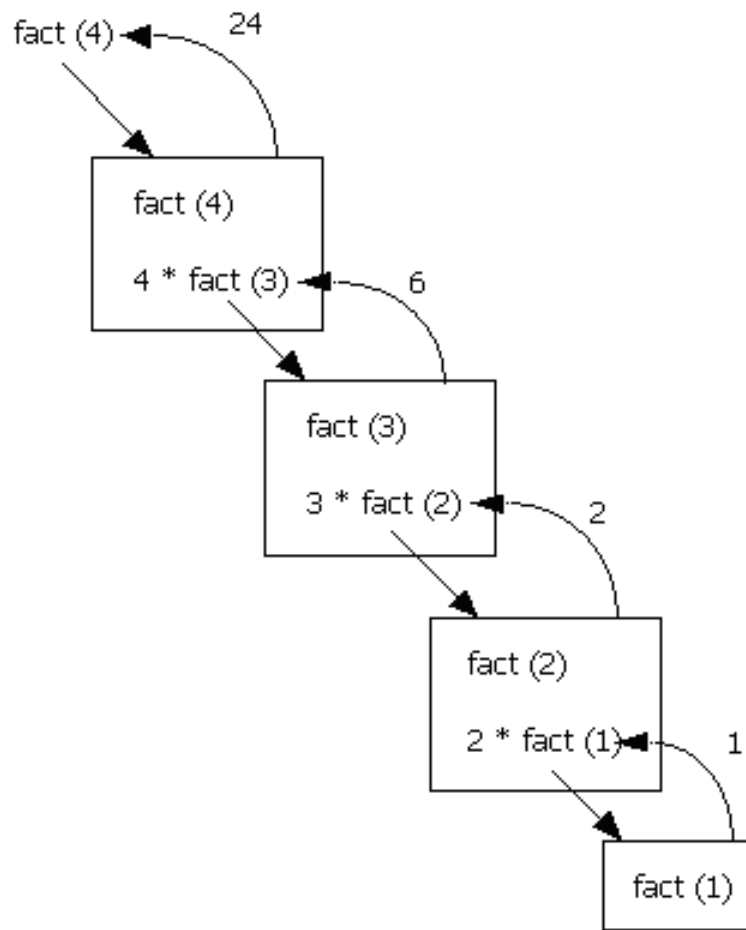 fact (4)
24
fact (4)
4 * fact (3)
6
fact (3)
3 * fact (2)
2
fact (2)
2 * fact (1)
1
fact (1)